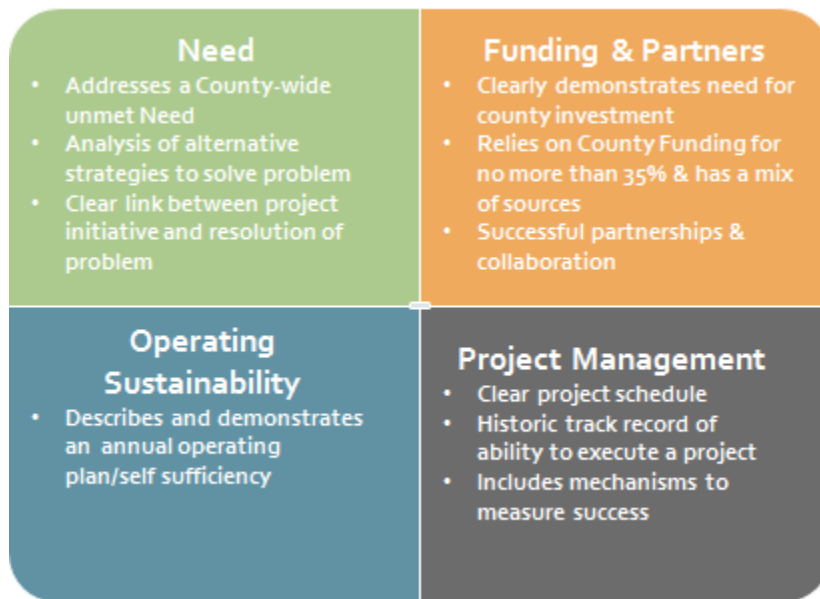 Need
• Addresses a County-wide
unmet Need
• Analysis of alternative
strategies to solve problem
• Clear link between project
initiative and resolution of
problem
Funding & Partners
• Clearly demonstrates need for
county investment
• Relies on County Funding for
no more than 35% & has a mix
of sources
• Successful partnerships &
collaboration
Operating
Sustainability
• Describes and demonstrates
an annual operating
plan/self sufficiency
Project Management
• Clear project schedule
• Historic track record of
ability to execute a project
• Includes mechanisms to
measure success